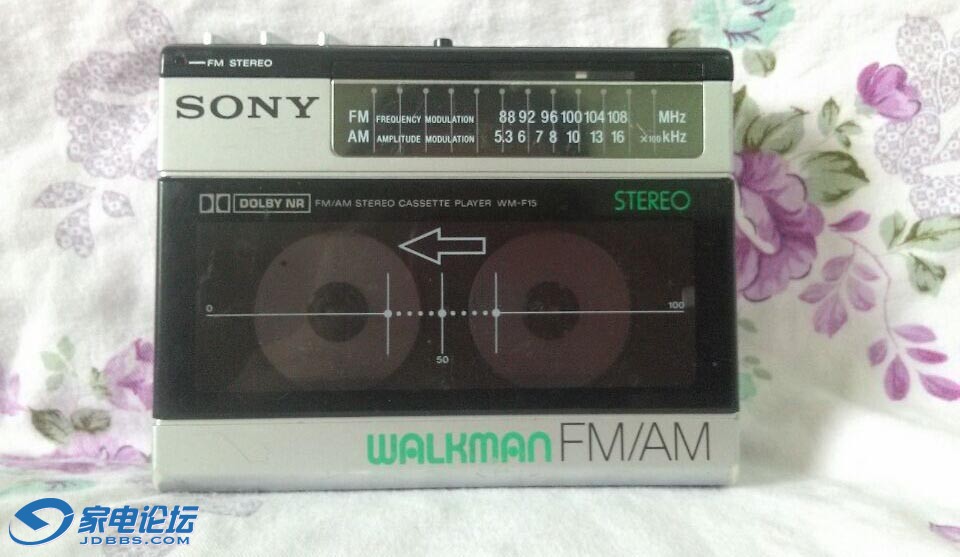 FM STEREO
SONY
FM FREQUENCY MODULATION 88 92 96 100 104 108 MHz
AM AMPLITUDE MODULATION 5.3 6 7 8 10 13 16 ×100 kHz
DOLBY NR FM/AM STEREO CASSETTE PLAYER WM-F15 STEREO
0 100
50
WALKMAN FM/AM
家电论坛
JDBBS.COM